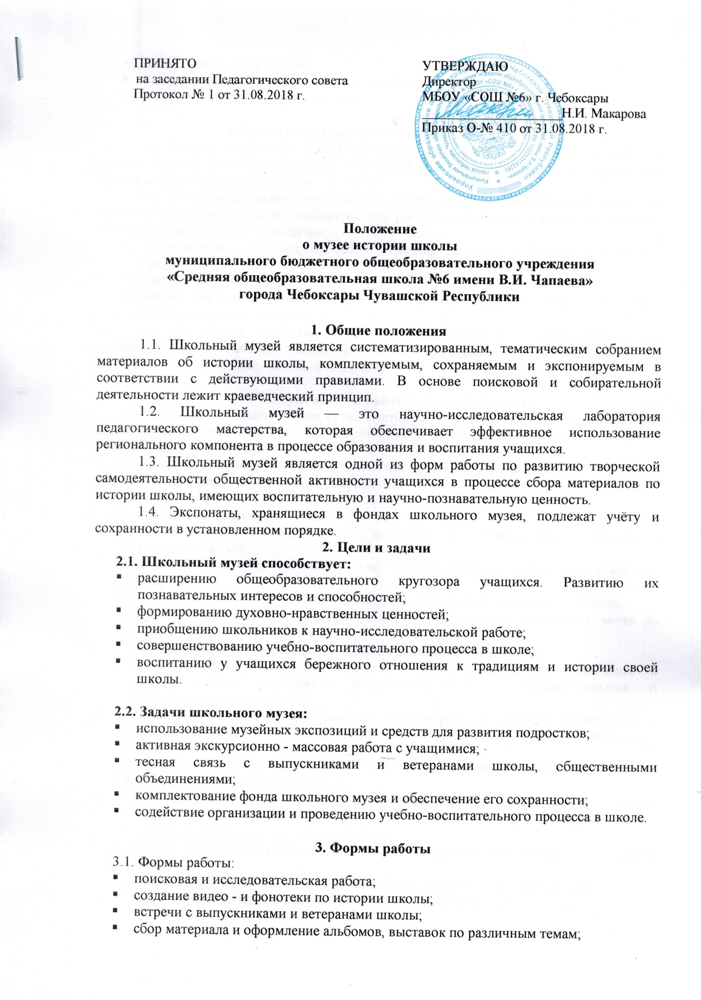 ПРИНЯТО
на заседании Педагогического совета
Протокол № 1 от 31.08.2018 г.
УТВЕРЖДАЮ
Директор
МБОУ «СОШ №6» г. Чебоксары
Н.И. Макарова
Приказ О-№ 410 от 31.08.2018 г.
Положение
о музее истории школы
муниципального бюджетного общеобразовательного учреждения
«Средняя общеобразовательная школа №6 имени В.И. Чапаева»
города Чебоксары Чувашской Республики
1. Общие положения
1.1. Школьный музей является систематизированным, тематическим собранием
материалов об истории школы, комплектуемым, сохраняемым и экспонируемым в
соответствии с действующими правилами. В основе поисковой и собирательной
деятельности лежит краеведческий принцип.
1.2. Школьный музей — это научно-исследовательская лаборатория
педагогического мастерства, которая обеспечивает эффективное использование
регионального компонента в процессе образования и воспитания учащихся.
1.3. Школьный музей является одной из форм работы по развитию творческой
самодеятельности общественной активности учащихся в процессе сбора материалов по
истории школы, имеющих воспитательную и научно-познавательную ценность.
1.4. Экспонаты, хранящиеся в фондах школьного музея, подлежат учёту и
сохранности в установленном порядке.
2. Цели и задачи
2.1. Школьный музей способствует:
▪ расширению общеобразовательного кругозора учащихся. Развитию их
познавательных интересов и способностей;
▪ формированию духовно-нравственных ценностей;
▪ приобщению школьников к научно-исследовательской работе;
▪ совершенствованию учебно-воспитательного процесса в школе;
▪ воспитанию у учащихся бережного отношения к традициям и истории своей
школы.
2.2. Задачи школьного музея:
▪ использование музейных экспозиций и средств для развития подростков;
▪ активная экскурсионно - массовая работа с учащимися;
▪ тесная связь с выпускниками и ветеранами школы, общественными
объединениями;
▪ комплектование фонда школьного музея и обеспечение его сохранности;
▪ содействие организации и проведению учебно-воспитательного процесса в школе.
3. Формы работы
3.1. Формы работы:
▪ поисковая и исследовательская работа;
▪ создание видео - и фонотеки по истории школы;
▪ встречи с выпускниками и ветеранами школы;
▪ сбор материала и оформление альбомов, выставок по различным темам;